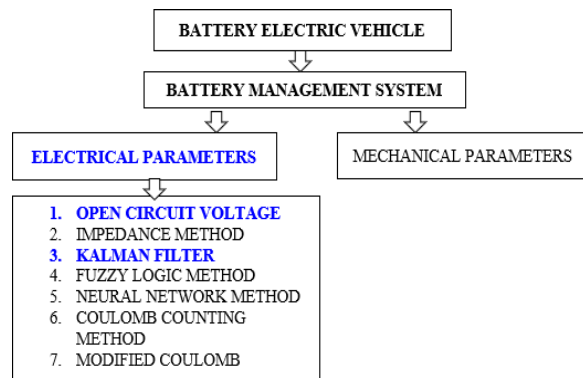 BATTERY ELECTRIC VEHICLE
BATTERY MANAGEMENT SYSTEM
ELECTRICAL PARAMETERS
MECHANICAL PARAMETERS
1. OPEN CIRCUIT VOLTAGE
2. IMPEDANCE METHOD
3. KALMAN FILTER
4. FUZZY LOGIC METHOD
5. NEURAL NETWORK METHOD
6. COULOMB COUNTING
METHOD
7. MODIFIED COULOMB